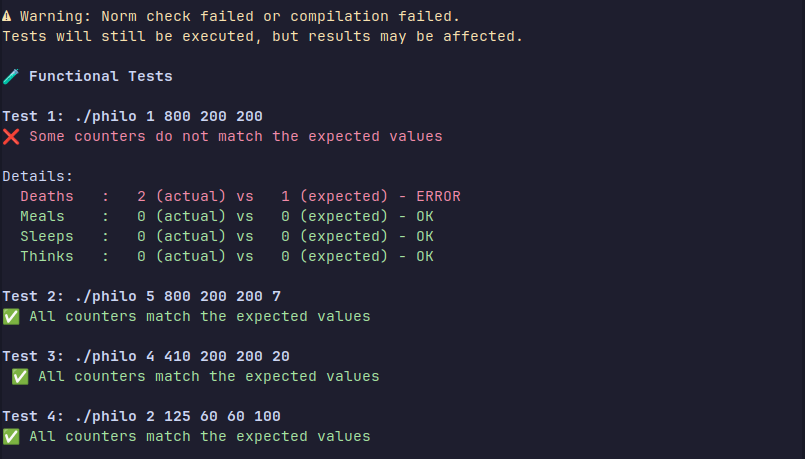 ⚠ Warning: Norm check failed or compilation failed.
Tests will still be executed, but results may be affected.
🧪 Functional Tests
Test 1: ./philo 1 800 200 200
❌ Some counters do not match the expected values
Details:
  Deaths   :   2 (actual) vs   1 (expected) - ERROR
  Meals    :   0 (actual) vs   0 (expected) - OK
  Sleeps   :   0 (actual) vs   0 (expected) - OK
  Thinks   :   0 (actual) vs   0 (expected) - OK
Test 2: ./philo 5 800 200 200 7
✅ All counters match the expected values
Test 3: ./philo 4 410 200 200 20
✅ All counters match the expected values
Test 4: ./philo 2 125 60 60 100
✅ All counters match the expected values